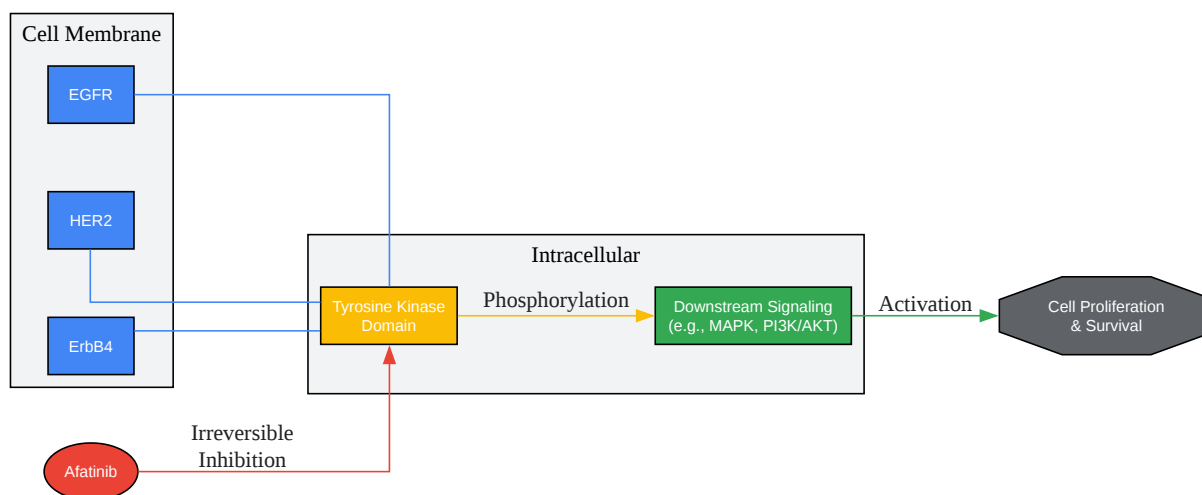 Cell Membrane
EGFR
HER2
ErbB4
Intracellular
Tyrosine Kinase
Domain
Phosphorylation
Downstream Signaling
(e.g., MAPK, PI3K/AKT)
Activation
Cell Proliferation
& Survival
Irreversible
Inhibition
Afatinib